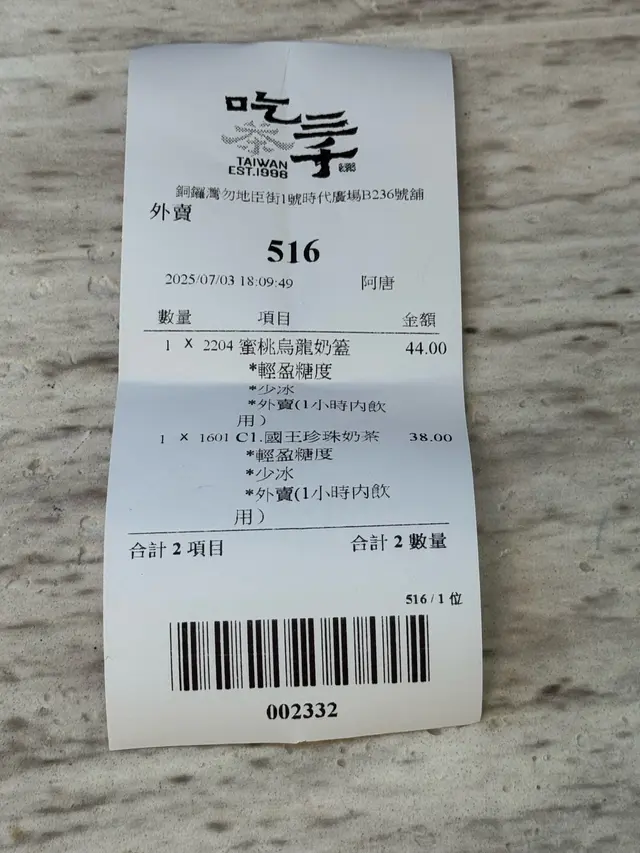 吃茶三千
TAIWAN
EST.1998
銅鑼灣勿地臣街1號時代廣場B236號舖
外賣
516
2025/07/03 18:09:49 阿唐
數量 項目 金額
1 X 2204 蜜桃烏龍奶蓋 44.00
*輕盈糖度
*少冰
*外賣(1小時內飲
用)
1 X 1601 C1.國王珍珠奶茶 38.00
*輕盈糖度
*少冰
*外賣(1小時內飲
用)
合計 2 項目 合計 2 數量
516 / 1 位
002332